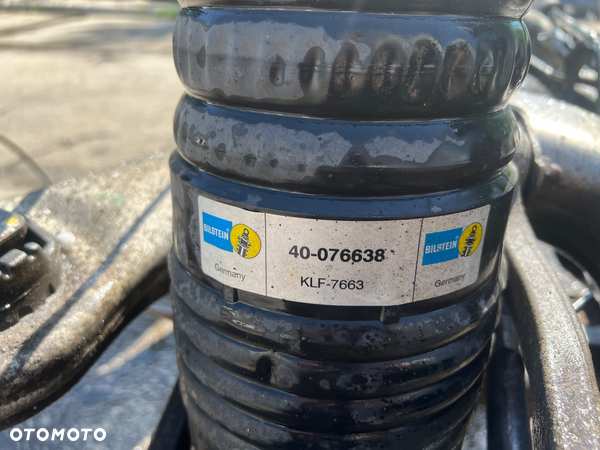 BILSTEIN
Germany
40-076638
KLF-7663
BILSTEIN
Germany
OTOMOTO